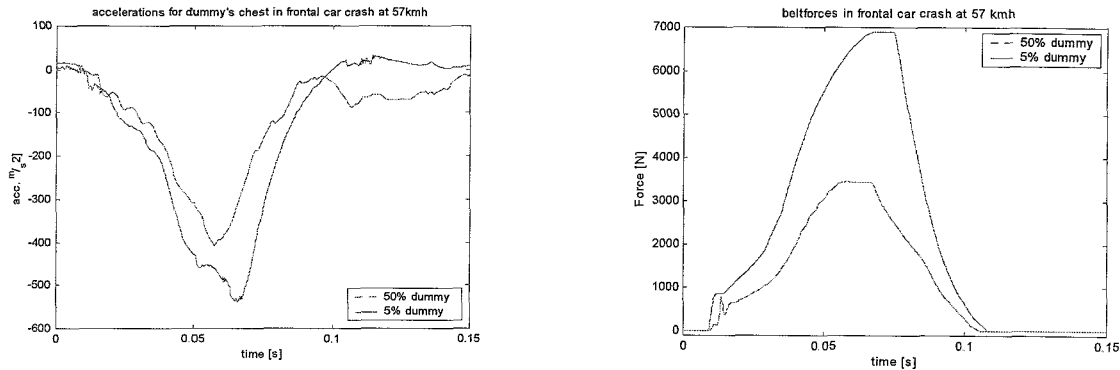 accelerations for dummy's chest in frontal car crash at 57kmh
100
0
-100
-200
-300
-400
-500
-600
acc. m/s2]
0
0.05
0.1
0.15
time [s]
50% dummy
5% dummy
beltforces in frontal car crash at 57 kmh
7000
6000
5000
4000
3000
2000
1000
0
Force [N]
0
0.05
0.1
0.15
time [s]
50% dummy
5% dummy